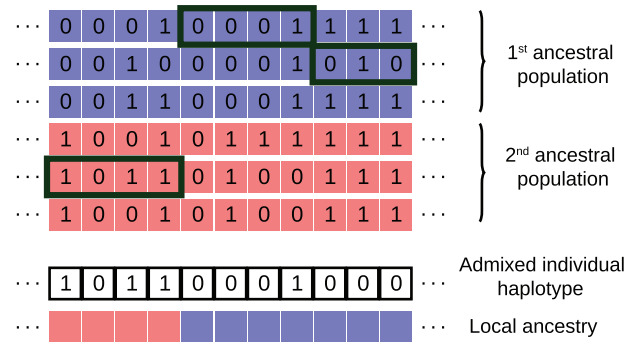 ... 0 0 0 1 0 0 0 1 1 1 1 ...
... 0 0 1 0 0 0 0 1 0 1 0 ...
... 0 0 1 1 0 0 0 1 1 1 1 ...
1st ancestral
population
... 1 0 0 1 0 1 1 1 1 1 1 ...
... 1 0 1 1 0 1 0 0 1 1 1 ...
... 1 0 0 1 0 1 0 0 1 1 1 ...
2nd ancestral
population
... 1 0 1 1 0 0 0 1 0 0 0 ...
Admixed individual
haplotype
... ...
Local ancestry